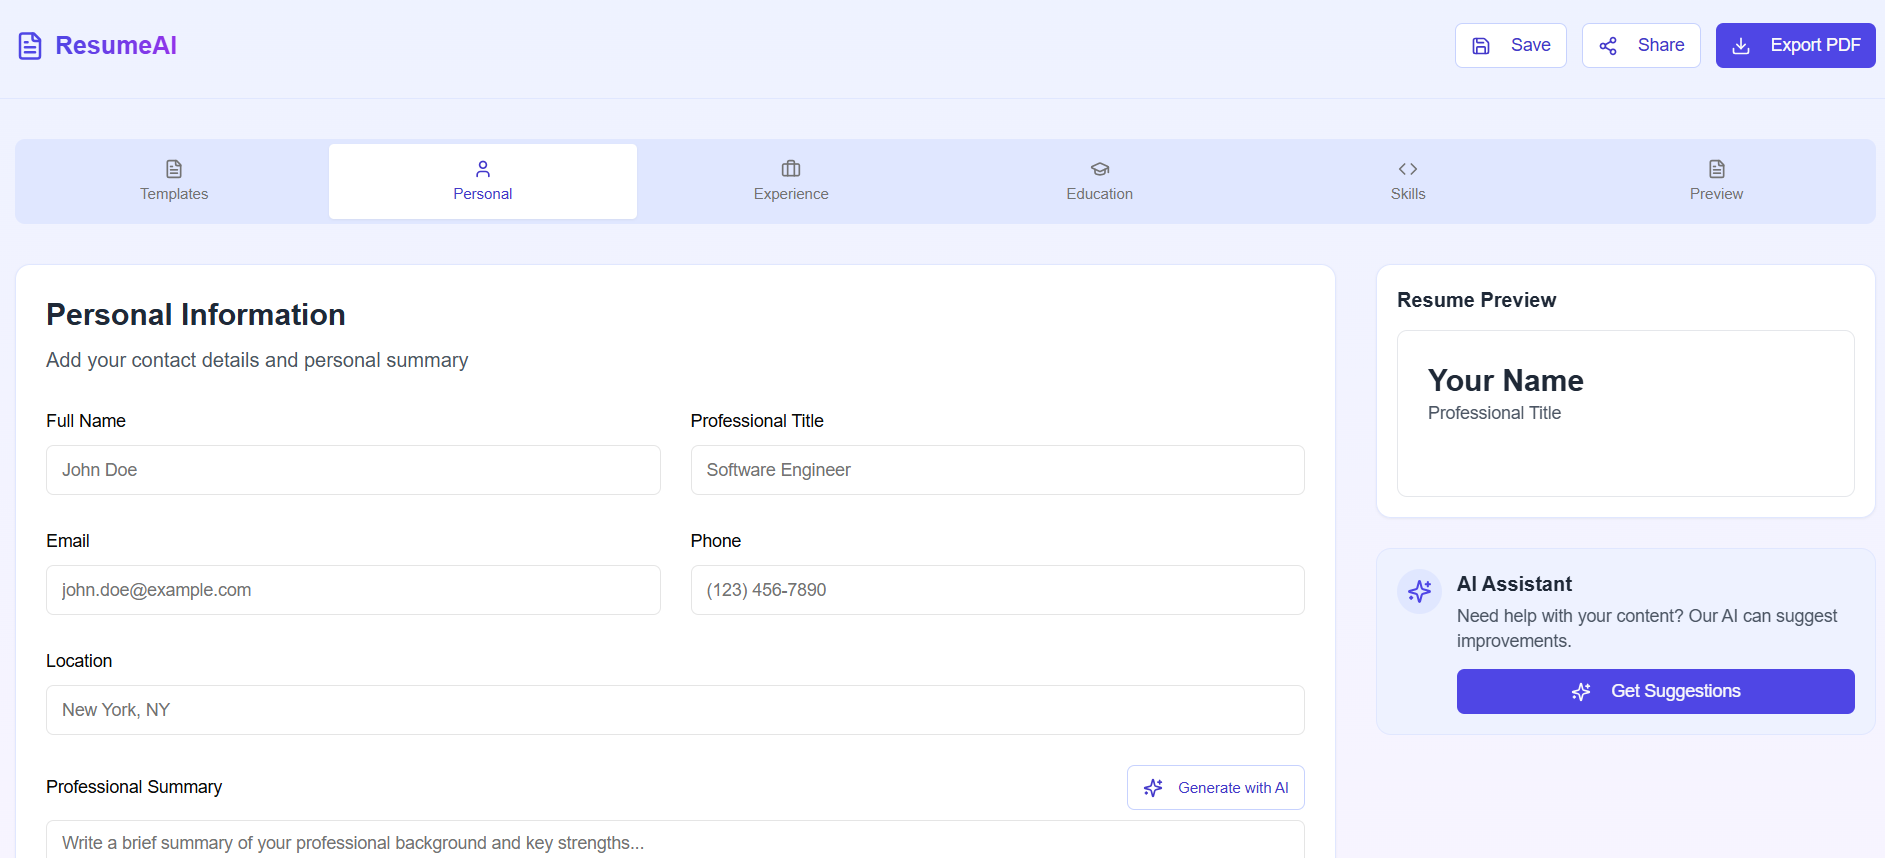 ResumeAI
Save
Share
Export PDF
Templates
Personal
Experience
Education
Skills
Preview
Personal Information
Add your contact details and personal summary
Full Name
John Doe
Professional Title
Software Engineer
Email
john.doe@example.com
Phone
(123) 456-7890
Location
New York, NY
Professional Summary
Generate with AI
Write a brief summary of your professional background and key strengths...
Resume Preview
Your Name
Professional Title
AI Assistant
Need help with your content? Our AI can suggest
improvements.
Get Suggestions